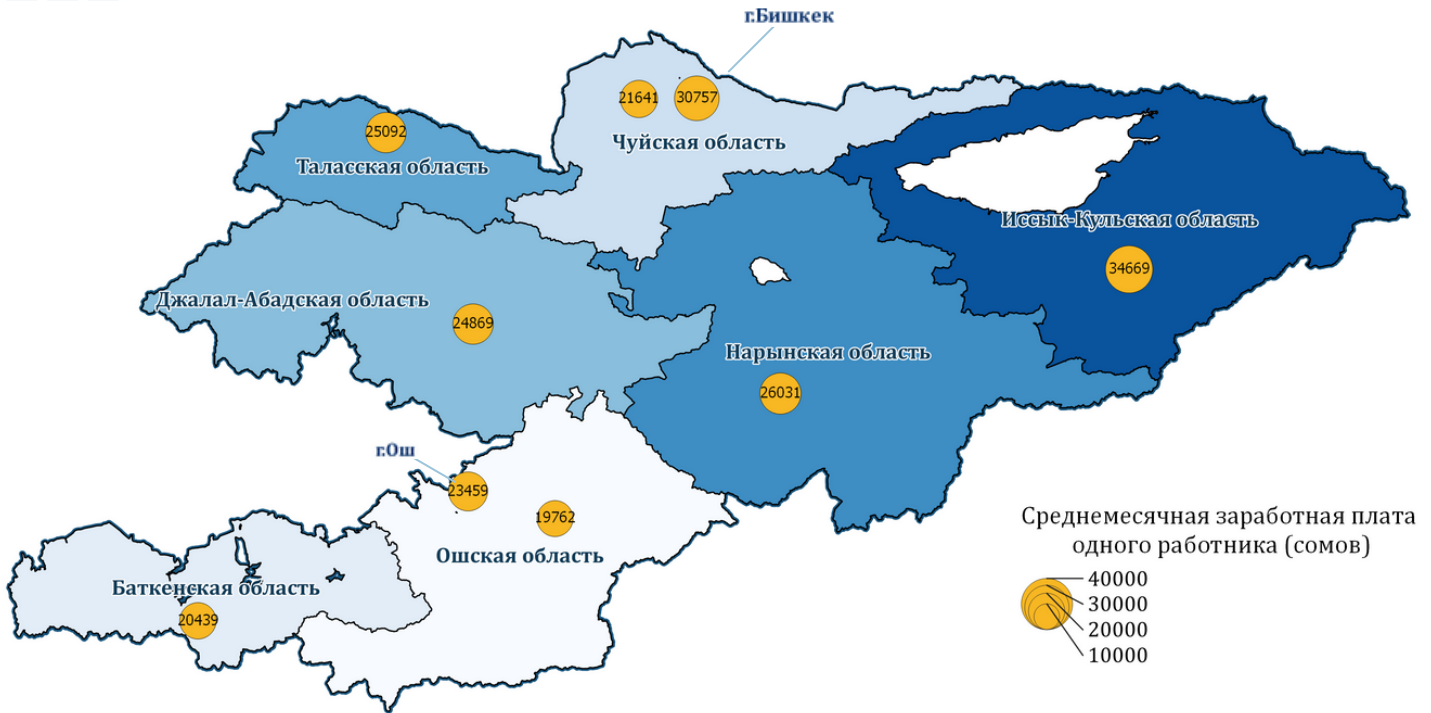 г.Бишкек
21641
30757
Чуйская область
25092
Таласская область
Иссык-Кульская область
34669
Джалал-Абадская область
24869
Нарынская область
26031
г.Ош
23459
19762
Ошская область
Баткенская область
20439
Среднемесячная заработная плата
одного работника (сомов)
40000
30000
20000
10000